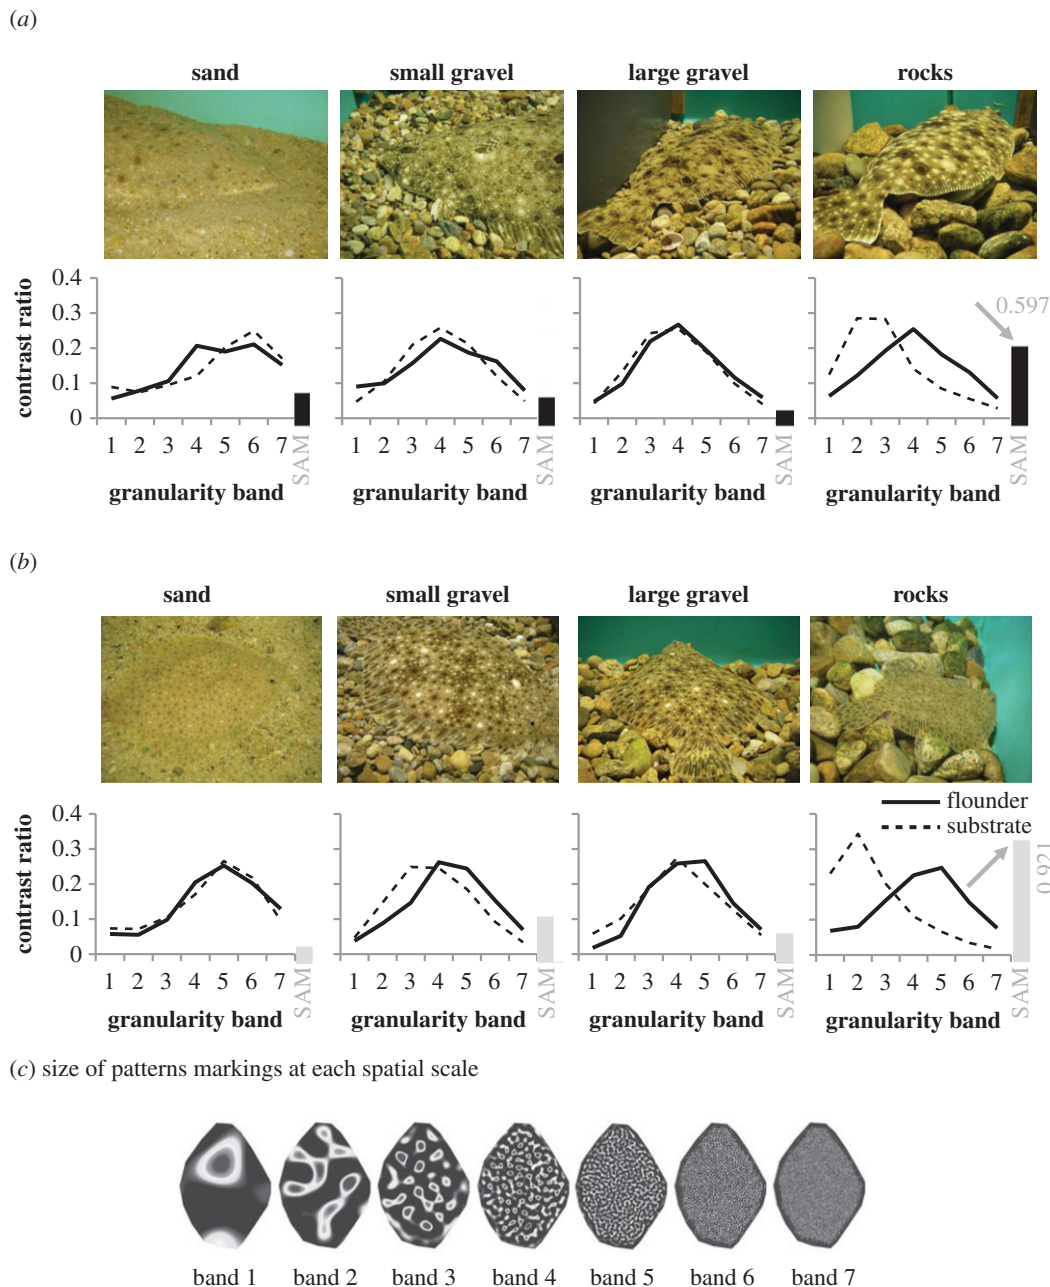 (a)
sand small gravel large gravel rocks
contrast ratio
0.4
0.3
0.2
0.1
0
0.597
1 2 3 4 5 6 7 SAM 1 2 3 4 5 6 7 SAM 1 2 3 4 5 6 7 SAM 1 2 3 4 5 6 7 SAM
granularity band granularity band granularity band granularity band
(b)
sand small gravel large gravel rocks
contrast ratio
0.4
0.3
0.2
0.1
0
flounder
substrate
0.921
1 2 3 4 5 6 7 SAM 1 2 3 4 5 6 7 SAM 1 2 3 4 5 6 7 SAM 1 2 3 4 5 6 7 SAM
granularity band granularity band granularity band granularity band
(c) size of patterns markings at each spatial scale
band 1 band 2 band 3 band 4 band 5 band 6 band 7